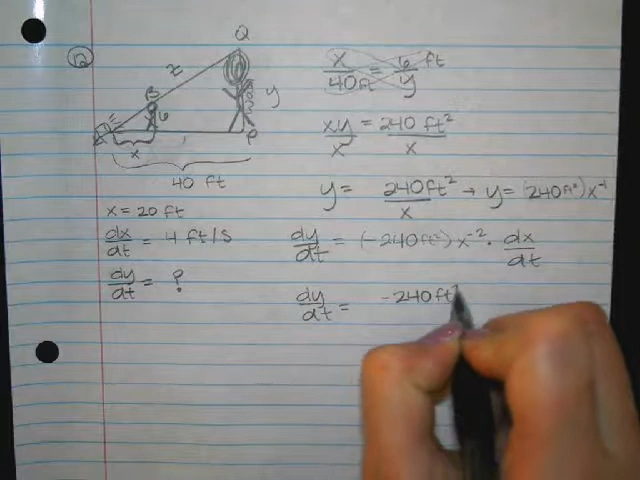 12
Q
z
B
6
y
x
P
40 ft
x = 20 ft
dx/dt = 4 ft/s
dy/dt = ?
x/40ft = 6/y ft
xy/x = 240 ft²/x
y = 240ft²/x → y = (240ft²)x⁻¹
dy/dt = (-240ft²)x⁻² · dx/dt
dy/dt = -240ft²